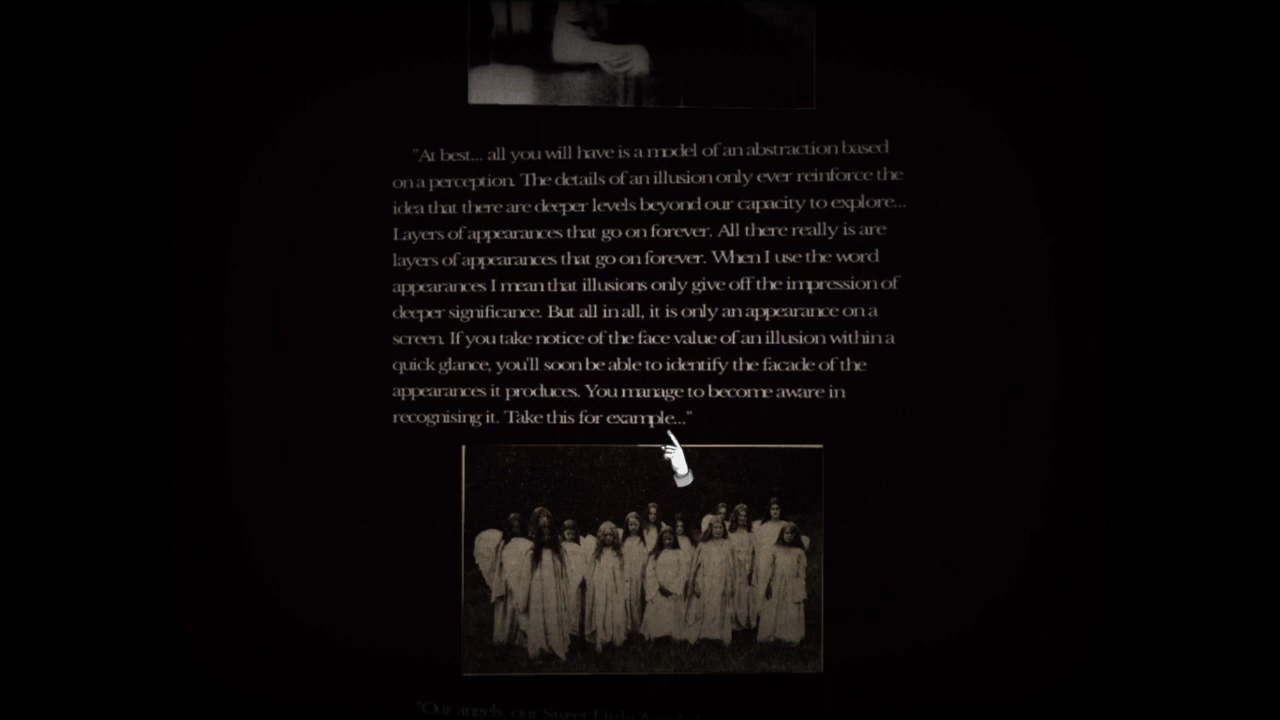 "At best... all you will have is a model of an abstraction based
on a perception. The details of an illusion only ever reinforce the
idea that there are deeper levels beyond our capacity to explore...
Layers of appearances that go on forever. All there really is are
layers of appearances that go on forever. When I use the word
appearances I mean that illusions only give off the impression of
deeper significance. But all in all, it is only an appearance on a
screen. If you take notice of the face value of an illusion within a
quick glance, you'll soon be able to identify the facade of the
appearances it produces. You manage to become aware in
recognising it. Take this for example..."
"Our angels, our Sweet Little